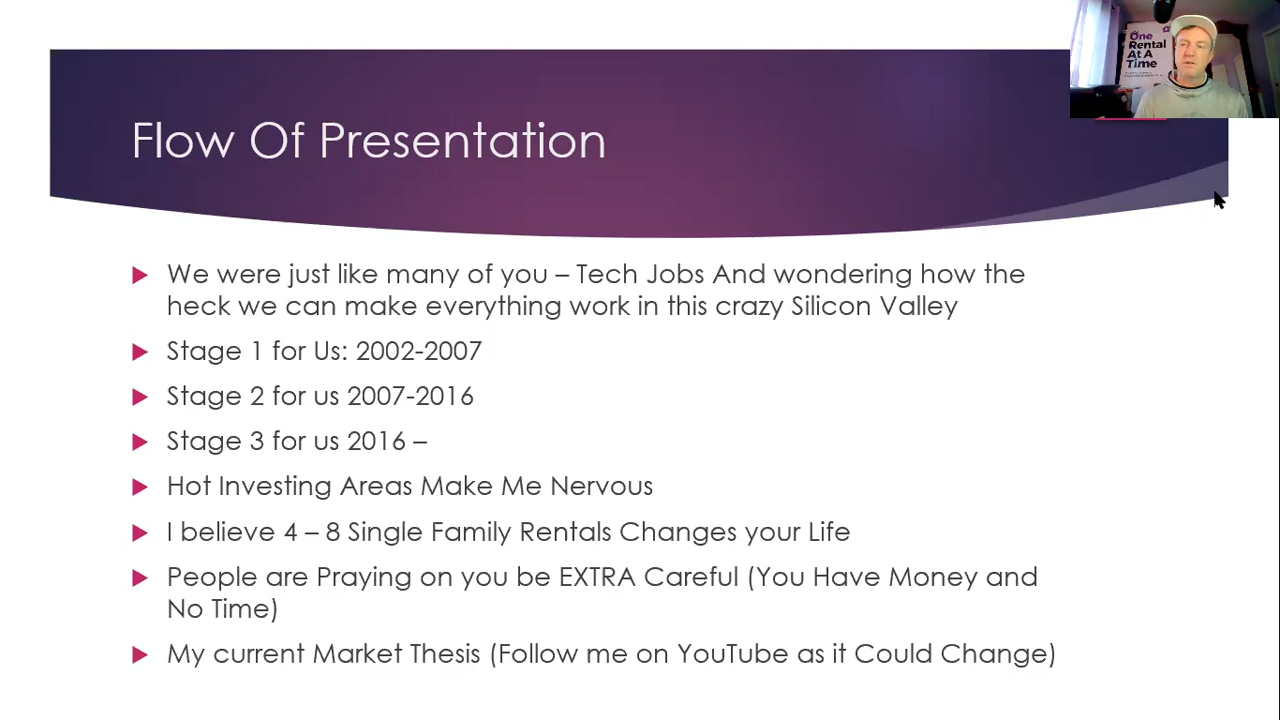 Flow Of Presentation
One
Rental
At A
Time
We were just like many of you – Tech Jobs And wondering how the
heck we can make everything work in this crazy Silicon Valley
Stage 1 for Us: 2002-2007
Stage 2 for us 2007-2016
Stage 3 for us 2016 –
Hot Investing Areas Make Me Nervous
I believe 4 – 8 Single Family Rentals Changes your Life
People are Praying on you be EXTRA Careful (You Have Money and
No Time)
My current Market Thesis (Follow me on YouTube as it Could Change)